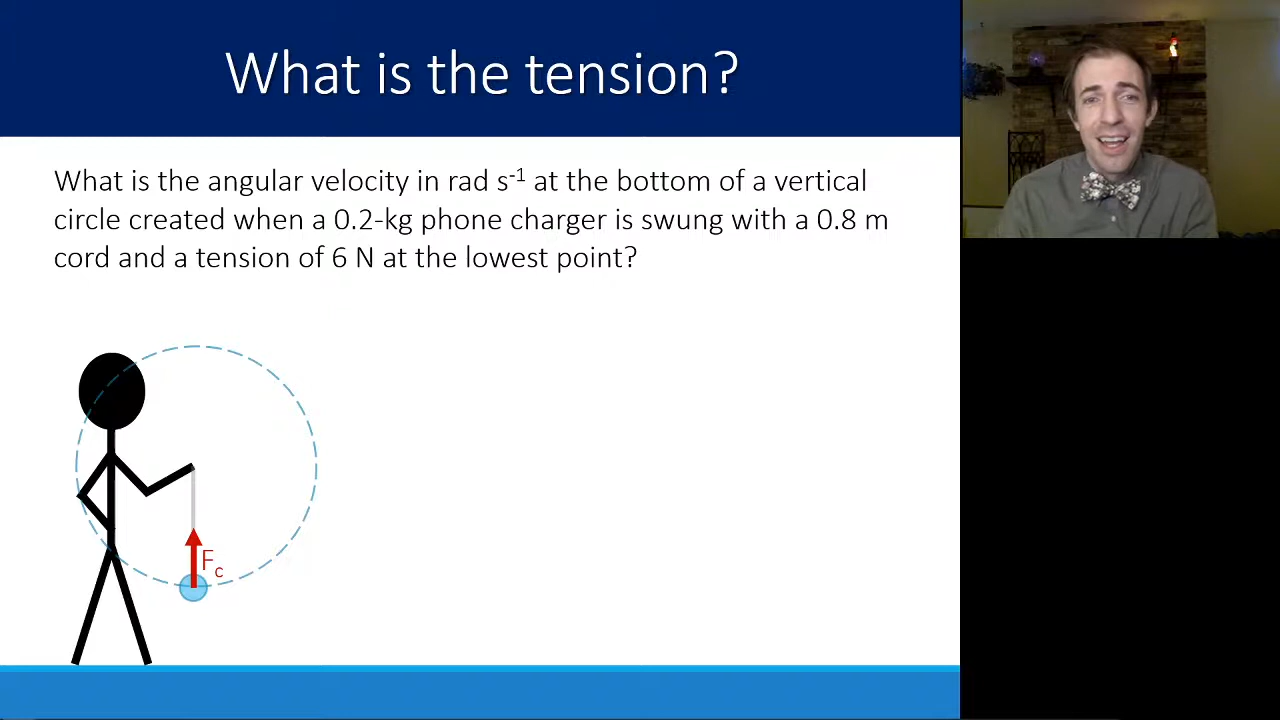 What is the tension?
What is the angular velocity in rad s⁻¹ at the bottom of a vertical
circle created when a 0.2-kg phone charger is swung with a 0.8 m
cord and a tension of 6 N at the lowest point?
Fc